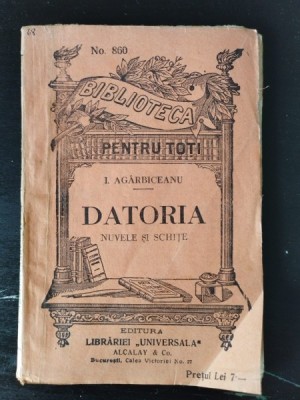 No. 860
BIBLIOTECA
PENTRU TOȚI
I. AGÂRBICEANU
DATORIA
NUVELE ȘI SCHIȚE
EDITURA
LIBRĂRIEI „UNIVERSALA"
ALCALAY & Co.
București, Calea Victoriei No. 27
Prețul Lei 7—